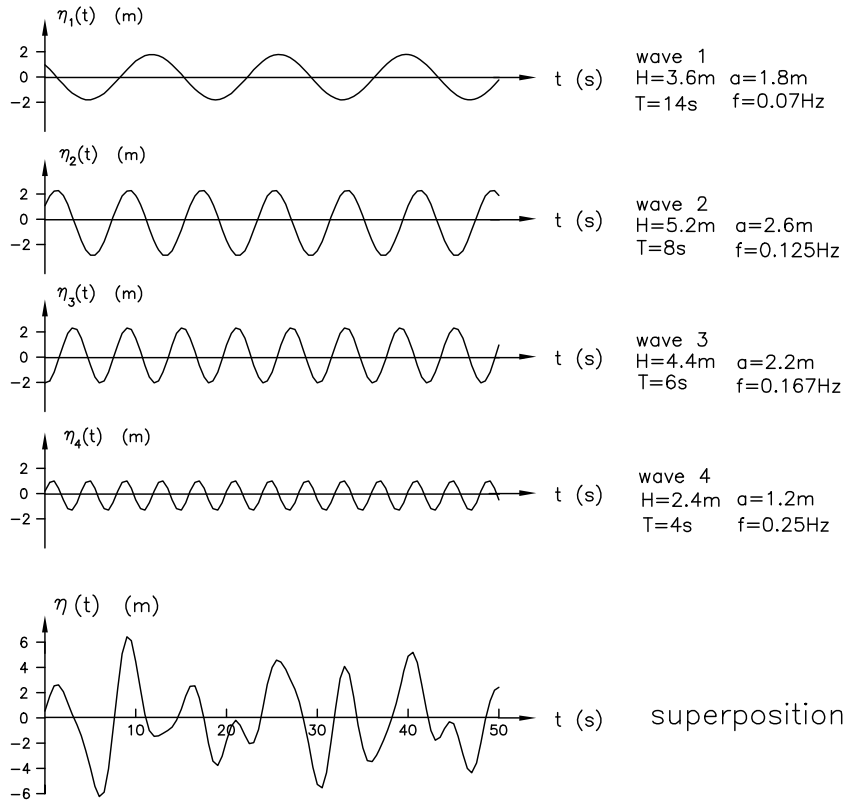 η₁(t) (m)
2
0
−2
t (s)
wave 1
H=3.6m a=1.8m
T=14s f=0.07Hz
η₂(t) (m)
2
0
−2
t (s)
wave 2
H=5.2m a=2.6m
T=8s f=0.125Hz
η₃(t) (m)
2
0
−2
t (s)
wave 3
H=4.4m a=2.2m
T=6s f=0.167Hz
η₄(t) (m)
2
0
−2
t (s)
wave 4
H=2.4m a=1.2m
T=4s f=0.25Hz
η (t) (m)
6
4
2
0
−2
−4
−6
10 20 30 40 50
t (s)
superposition